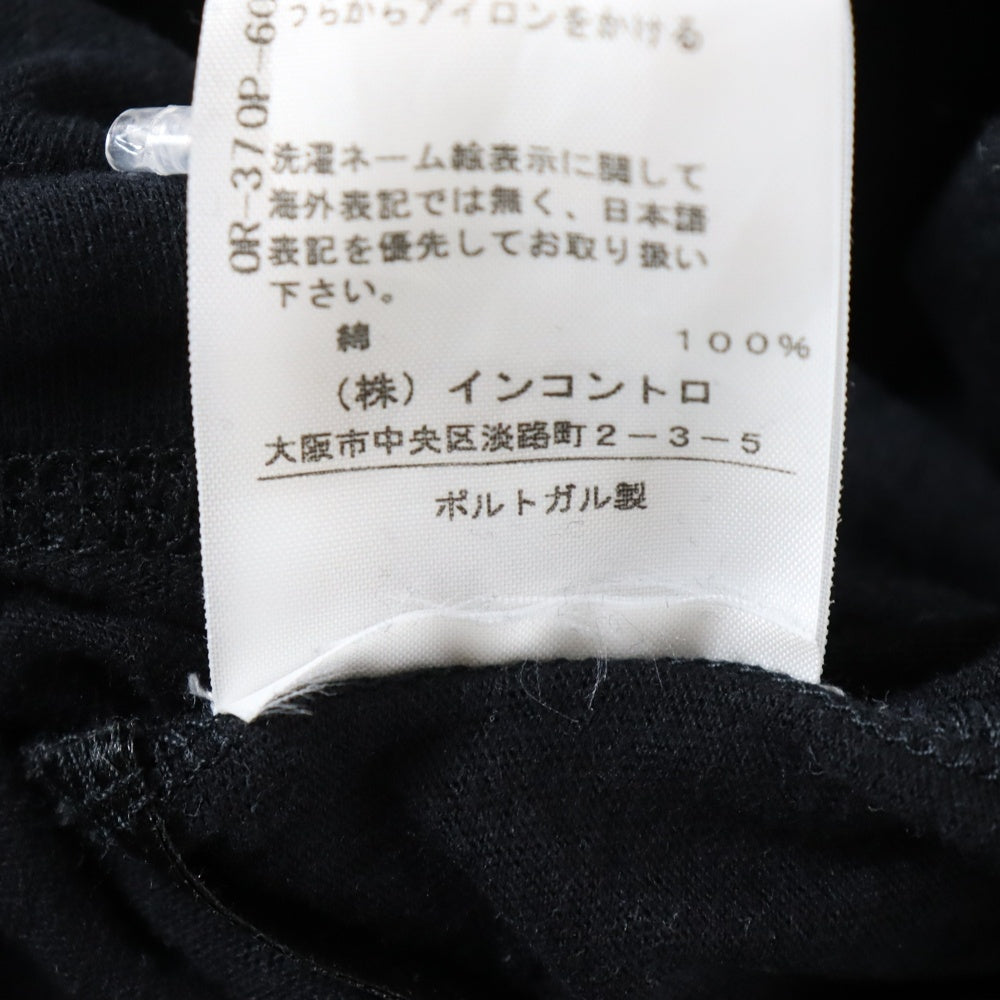 うらからアイロンをかける
OR-370P-60
洗濯ネーム絵表示に関して
海外表記では無く、日本語
表記を優先してお取り扱い
下さい。
綿 100%
(株) インコントロ
大阪市中央区淡路町2-3-5
ポルトガル製